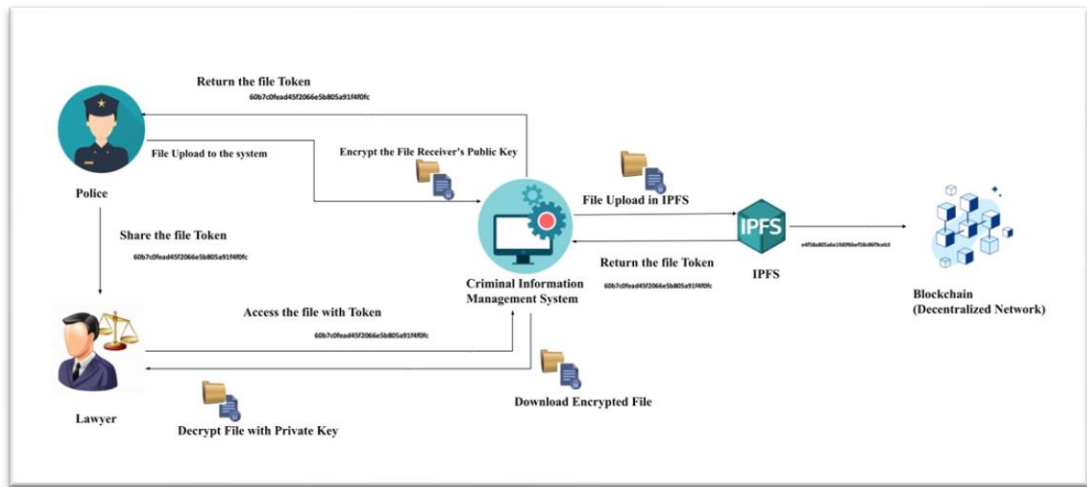 Return the file Token
60b7c0fead45f2066e5b805a91f4f0fc
File Upload to the system
Encrypt the File Receiver's Public Key
Police
File Upload in IPFS
IPFS
Share the file Token
60b7c0fead45f2066e5b805a91f4f0fc
Return the file Token
60b7c0fead45f2066e5b805a91f4f0fc
IPFS
Criminal Information
Management System
Blockchain
(Decentralized Network)
Access the file with Token
60b7c0fead45f2066e5b805a91f4f0fc
Download Encrypted File
Lawyer
Decrypt File with Private Key